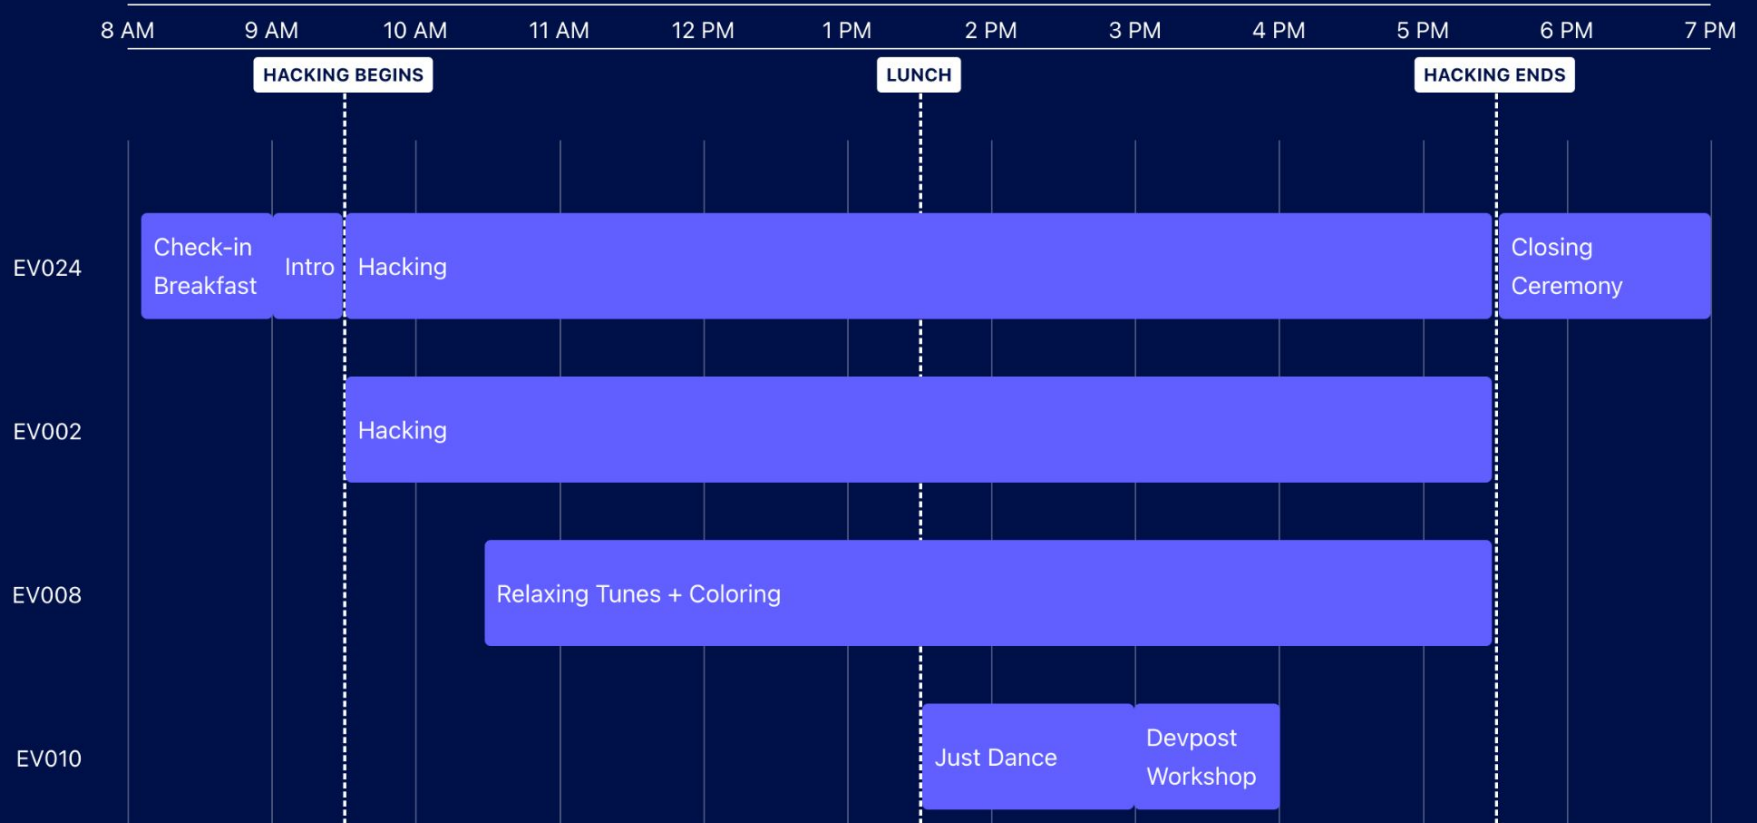 8 AM 9 AM 10 AM 11 AM 12 PM 1 PM 2 PM 3 PM 4 PM 5 PM 6 PM 7 PM
HACKING BEGINS LUNCH HACKING ENDS
EV024
Check-in
Breakfast
Intro
Hacking
Closing
Ceremony
EV002
Hacking
EV008
Relaxing Tunes + Coloring
EV010
Just Dance
Devpost
Workshop